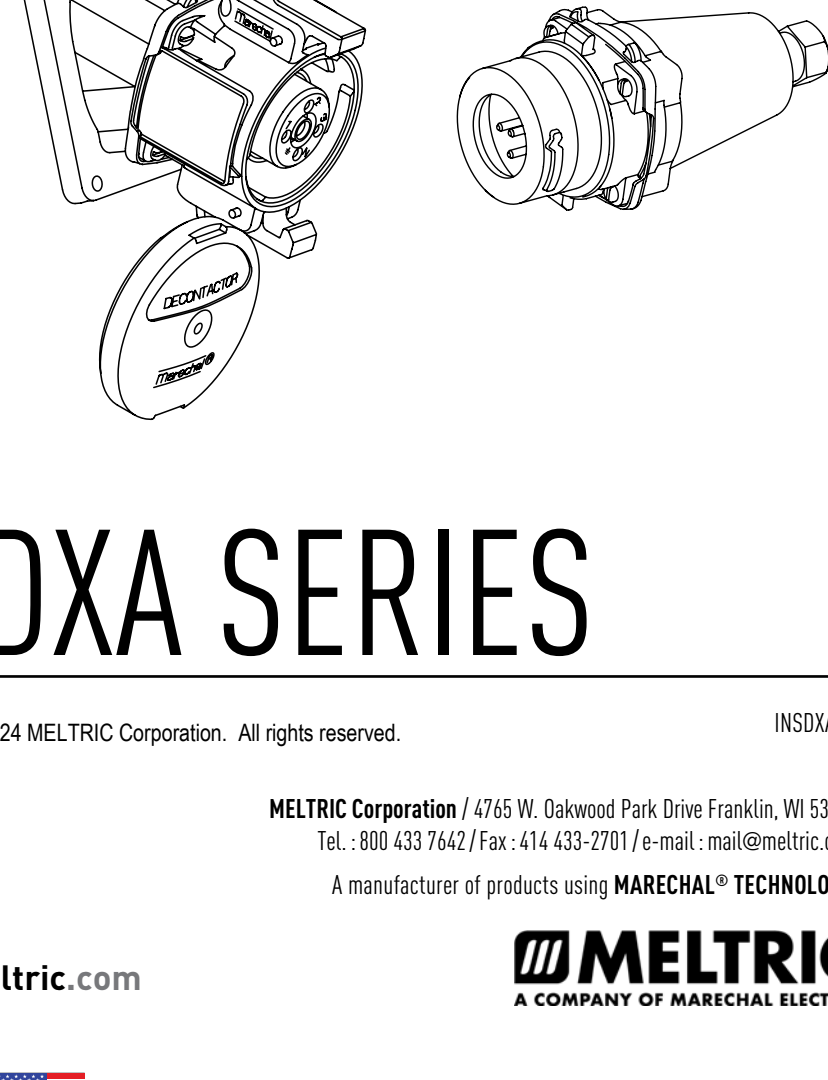 marechal
DECONTACTOR
marechal®
DXA SERIES
24 MELTRIC Corporation. All rights reserved.
INSDXA
MELTRIC Corporation / 4765 W. Oakwood Park Drive Franklin, WI 53
Tel. : 800 433 7642 / Fax : 414 433-2701 / e-mail : mail@meltric.c
A manufacturer of products using MARECHAL® TECHNOLO
ltric.com
MELTRIC
A COMPANY OF MARECHAL ELECT